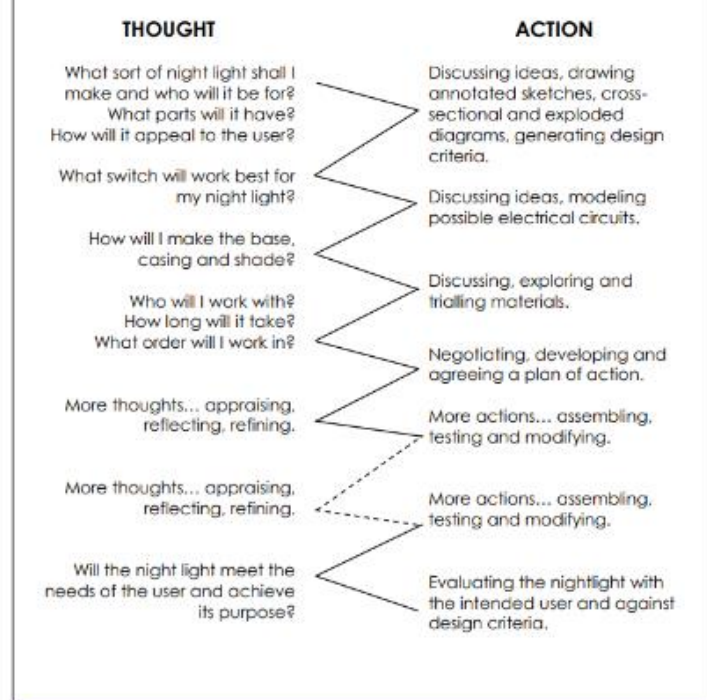 THOUGHT
ACTION
What sort of night light shall I
make and who will it be for?
What parts will it have?
How will it appeal to the user?
Discussing ideas, drawing
annotated sketches, cross-
sectional and exploded
diagrams, generating design
criteria.
What switch will work best for
my night light?
Discussing ideas, modeling
possible electrical circuits.
How will I make the base,
casing and shade?
Discussing, exploring and
trialling materials.
Who will I work with?
How long will it take?
What order will I work in?
Negotiating, developing and
agreeing a plan of action.
More thoughts... appraising,
reflecting, refining.
More actions... assembling,
testing and modifying.
More thoughts... appraising,
reflecting, refining.
More actions... assembling,
testing and modifying.
Will the night light meet the
needs of the user and achieve
its purpose?
Evaluating the nightlight with
the intended user and against
design criteria.